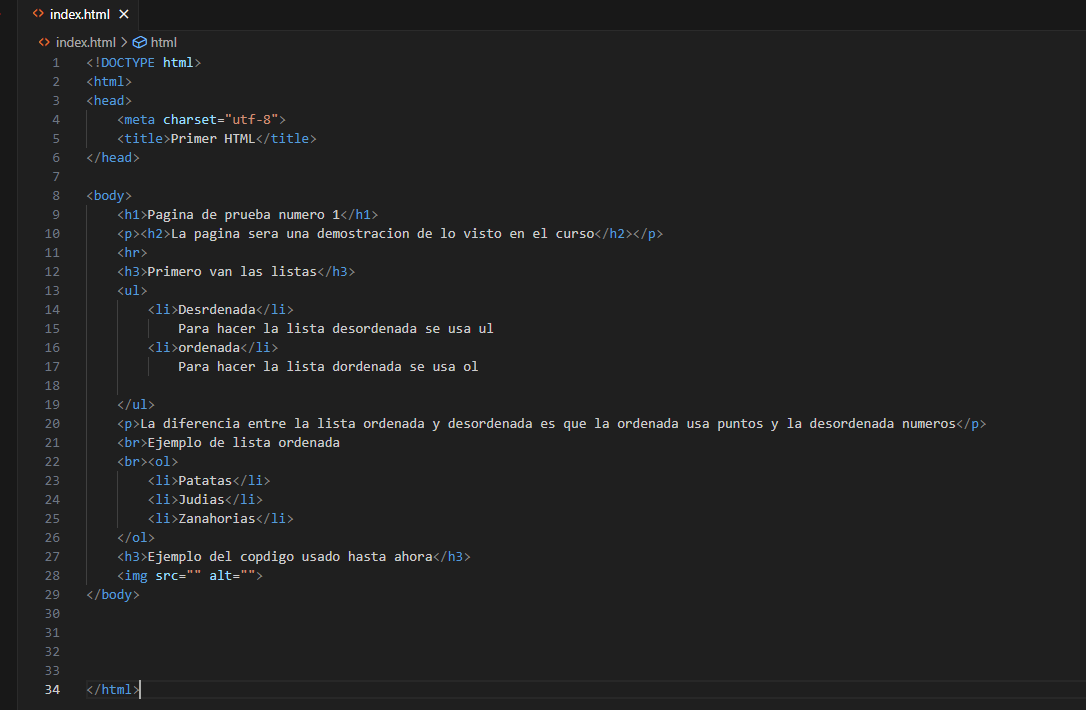 index.html
index.html > html
1 <!DOCTYPE html>
2 <html>
3 <head>
4 <meta charset="utf-8">
5 <title>Primer HTML</title>
6 </head>
7
8 <body>
9 <h1>Pagina de prueba numero 1</h1>
10 <p><h2>La pagina sera una demostracion de lo visto en el curso</h2></p>
11 <hr>
12 <h3>Primero van las listas</h3>
13 <ul>
14 <li>Desrdenada</li>
15 Para hacer la lista desordenada se usa ul
16 <li>ordenada</li>
17 Para hacer la lista dordenada se usa ol
18
19 </ul>
20 <p>La diferencia entre la lista ordenada y desordenada es que la ordenada usa puntos y la desordenada numeros</p>
21 <br>Ejemplo de lista ordenada
22 <br><ol>
23 <li>Patatas</li>
24 <li>Judias</li>
25 <li>Zanahorias</li>
26 </ol>
27 <h3>Ejemplo del copdigo usado hasta ahora</h3>
28 <img src="" alt="">
29 </body>
30
31
32
33
34 </html>